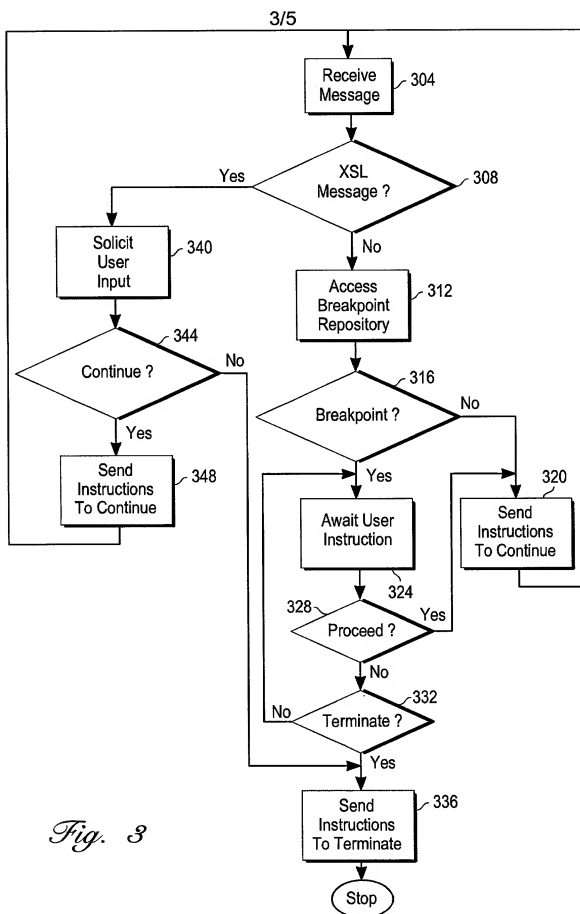 3/5
Receive
Message
304
XSL
Message ?
308
Yes
No
Solicit
User
Input
340
Access
Breakpoint
Repository
312
344
Continue ?
No
Yes
316
Breakpoint ?
No
Yes
Send
Instructions
To Continue
348
Await User
Instruction
324
320
Send
Instructions
To Continue
328
Proceed ?
Yes
No
332
Terminate ?
No
Yes
Send
Instructions
To Terminate
336
Stop
Fig. 3